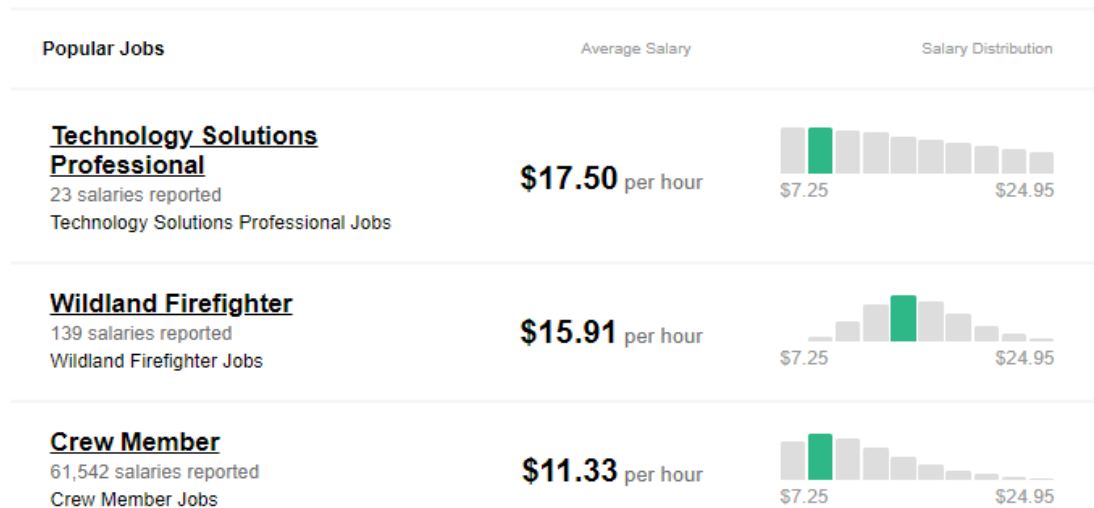 Popular Jobs Average Salary Salary Distribution
Technology Solutions
Professional
23 salaries reported
Technology Solutions Professional Jobs
$17.50 per hour
$7.25 $24.95
Wildland Firefighter
139 salaries reported
Wildland Firefighter Jobs
$15.91 per hour
$7.25 $24.95
Crew Member
61,542 salaries reported
Crew Member Jobs
$11.33 per hour
$7.25 $24.95